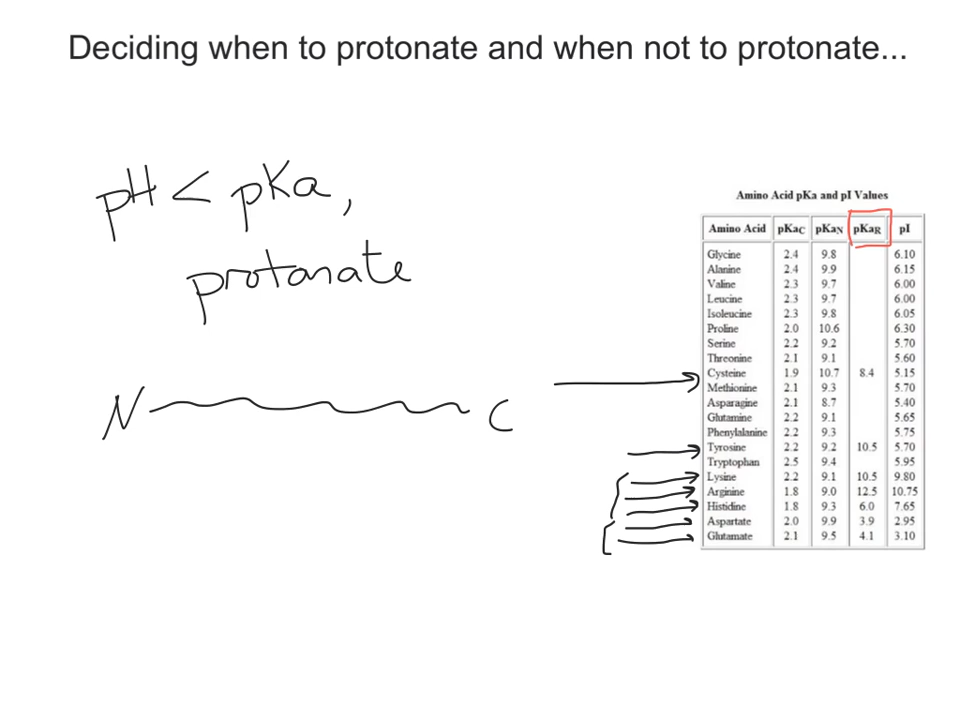 Deciding when to protonate and when not to protonate...
pH < pKa,
protonate
N C
Amino Acid pKa and pI Values
Amino Acid pKaC pKaN pKaR pI
Glycine 2.4 9.8 6.10
Alanine 2.4 9.9 6.15
Valine 2.3 9.7 6.00
Leucine 2.3 9.7 6.00
Isoleucine 2.3 9.8 6.05
Proline 2.0 10.6 6.30
Serine 2.2 9.2 5.70
Threonine 2.1 9.1 5.60
Cysteine 1.9 10.7 8.4 5.15
Methionine 2.1 9.3 5.70
Asparagine 2.1 8.7 5.40
Glutamine 2.2 9.1 5.65
Phenylalanine 2.2 9.3 5.75
Tyrosine 2.2 9.2 10.5 5.70
Tryptophan 2.5 9.4 5.95
Lysine 2.2 9.1 10.5 9.80
Arginine 1.8 9.0 12.5 10.75
Histidine 1.8 9.3 6.0 7.65
Aspartate 2.0 9.9 3.9 2.95
Glutamate 2.1 9.5 4.1 3.10